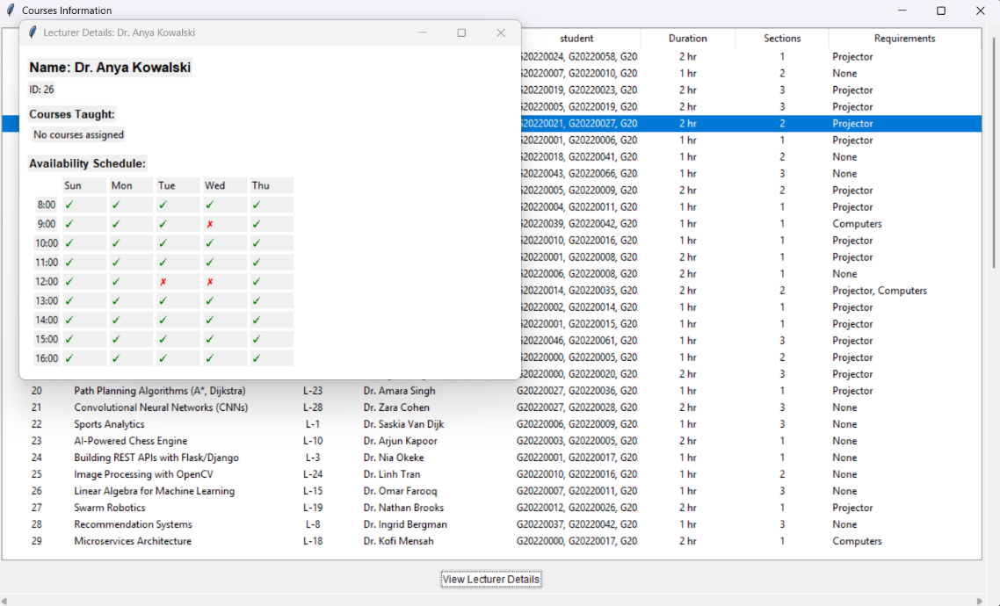 Courses Information
Lecturer Details: Dr. Anya Kowalski
Name: Dr. Anya Kowalski
ID: 26
Courses Taught:
No courses assigned
Availability Schedule:
Sun Mon Tue Wed Thu
8:00 ✓ ✓ ✓ ✓ ✓
9:00 ✓ ✓ ✓ ✗ ✓
10:00 ✓ ✓ ✓ ✓ ✓
11:00 ✓ ✓ ✓ ✓ ✓
12:00 ✓ ✓ ✗ ✗ ✓
13:00 ✓ ✓ ✓ ✓ ✓
14:00 ✓ ✓ ✓ ✓ ✓
15:00 ✓ ✓ ✓ ✓ ✓
16:00 ✓ ✓ ✓ ✓ ✓
student Duration Sections Requirements
G20220024, G20220058, G20 2 hr 1 Projector
G20220007, G20220010, G20 1 hr 2 None
G20220019, G20220023, G20 2 hr 3 Projector
G20220005, G20220019, G20 2 hr 3 Projector
G20220021, G20220027, G20 2 hr 2 Projector
G20220001, G20220006, G20 1 hr 1 Projector
G20220018, G20220041, G20 1 hr 2 None
G20220043, G20220066, G20 1 hr 3 None
G20220005, G20220009, G20 2 hr 2 Projector
G20220004, G20220011, G20 1 hr 1 Projector
G20220039, G20220042, G20 1 hr 1 Computers
G20220010, G20220016, G20 1 hr 1 Projector
G20220001, G20220008, G20 2 hr 1 Projector
G20220006, G20220008, G20 2 hr 1 None
G20220014, G20220035, G20 2 hr 2 Projector, Computers
G20220002, G20220014, G20 1 hr 1 Projector
G20220001, G20220015, G20 1 hr 1 Projector
G20220046, G20220061, G20 1 hr 3 Projector
G20220000, G20220005, G20 1 hr 2 Projector
G20220000, G20220020, G20 2 hr 3 Projector
20 Path Planning Algorithms (A*, Dijkstra) L-23 Dr. Amara Singh G20220027, G20220036, G20 1 hr 1 Projector
21 Convolutional Neural Networks (CNNs) L-28 Dr. Zara Cohen G20220027, G20220028, G20 2 hr 3 None
22 Sports Analytics L-1 Dr. Saskia Van Dijk G20220006, G20220009, G20 1 hr 3 None
23 AI-Powered Chess Engine L-10 Dr. Arjun Kapoor G20220003, G20220005, G20 2 hr 1 None
24 Building REST APIs with Flask/Django L-3 Dr. Nia Okeke G20220001, G20220017, G20 1 hr 1 None
25 Image Processing with OpenCV L-24 Dr. Linh Tran G20220010, G20220016, G20 1 hr 2 None
26 Linear Algebra for Machine Learning L-15 Dr. Omar Farooq G20220007, G20220011, G20 1 hr 3 None
27 Swarm Robotics L-19 Dr. Nathan Brooks G20220012, G20220026, G20 2 hr 1 Projector
28 Recommendation Systems L-8 Dr. Ingrid Bergman G20220037, G20220042, G20 1 hr 3 None
29 Microservices Architecture L-18 Dr. Kofi Mensah G20220000, G20220017, G20 1 hr 1 Computers
View Lecturer Details